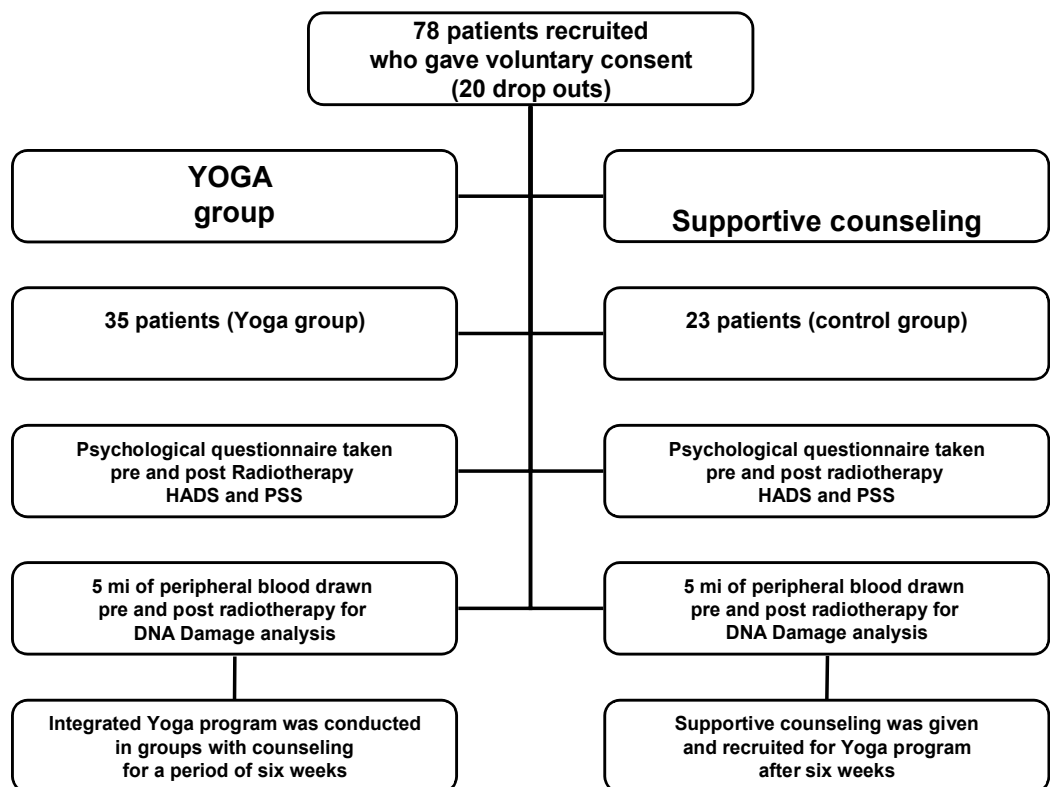 78 patients recruited
who gave voluntary consent
(20 drop outs)
YOGA
group
Supportive counseling
35 patients (Yoga group)
23 patients (control group)
Psychological questionnaire taken
pre and post Radiotherapy
HADS and PSS
Psychological questionnaire taken
pre and post radiotherapy
HADS and PSS
5 mi of peripheral blood drawn
pre and post radiotherapy for
DNA Damage analysis
5 mi of peripheral blood drawn
pre and post radiotherapy for
DNA Damage analysis
Integrated Yoga program was conducted
in groups with counseling
for a period of six weeks
Supportive counseling was given
and recruited for Yoga program
after six weeks